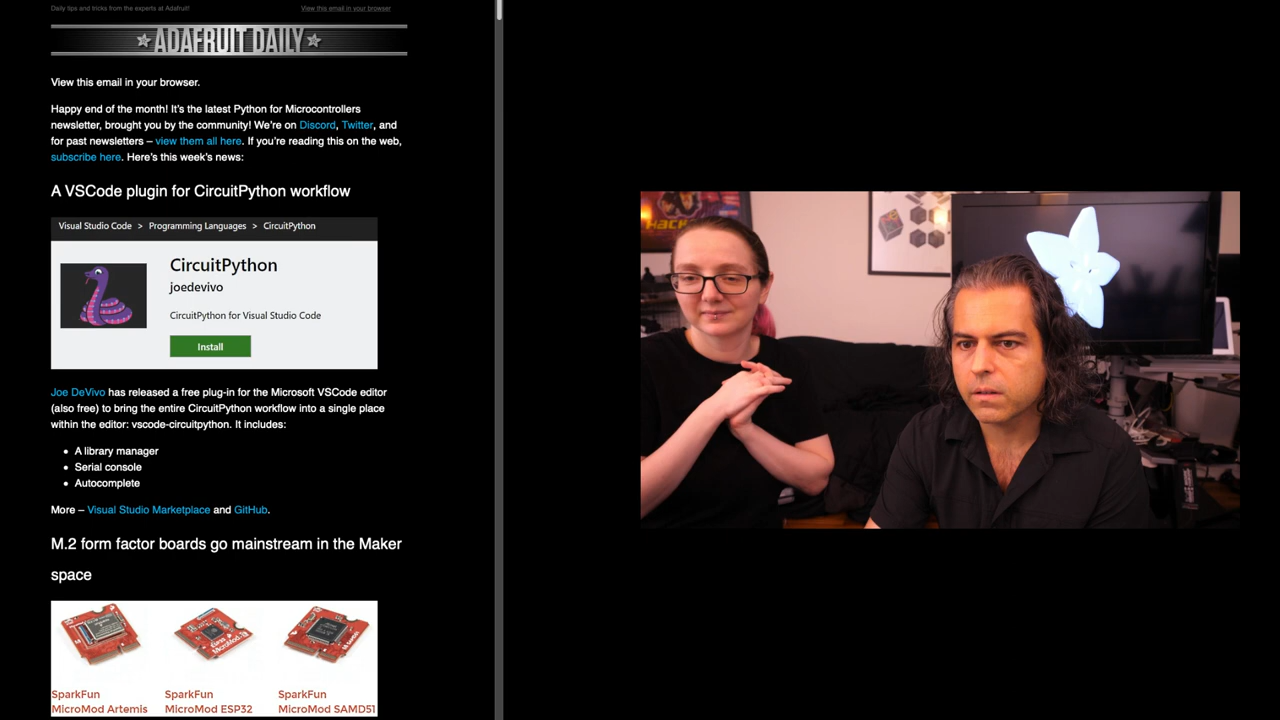 Daily tips and tricks from the experts at Adafruit!
View this email in your browser
ADAFRUIT DAILY
View this email in your browser.
Happy end of the month! It's the latest Python for Microcontrollers
newsletter, brought you by the community! We're on Discord, Twitter, and
for past newsletters – view them all here. If you're reading this on the web,
subscribe here. Here's this week's news:
A VSCode plugin for CircuitPython workflow
Visual Studio Code > Programming Languages > CircuitPython
CircuitPython
joedevivo
CircuitPython for Visual Studio Code
Install
Joe DeVivo has released a free plug-in for the Microsoft VSCode editor
(also free) to bring the entire CircuitPython workflow into a single place
within the editor: vscode-circuitpython. It includes:
• A library manager
• Serial console
• Autocomplete
More – Visual Studio Marketplace and GitHub.
M.2 form factor boards go mainstream in the Maker
space
SparkFun
MicroMod Artemis
SparkFun
MicroMod ESP32
SparkFun
MicroMod SAMD51
HACK